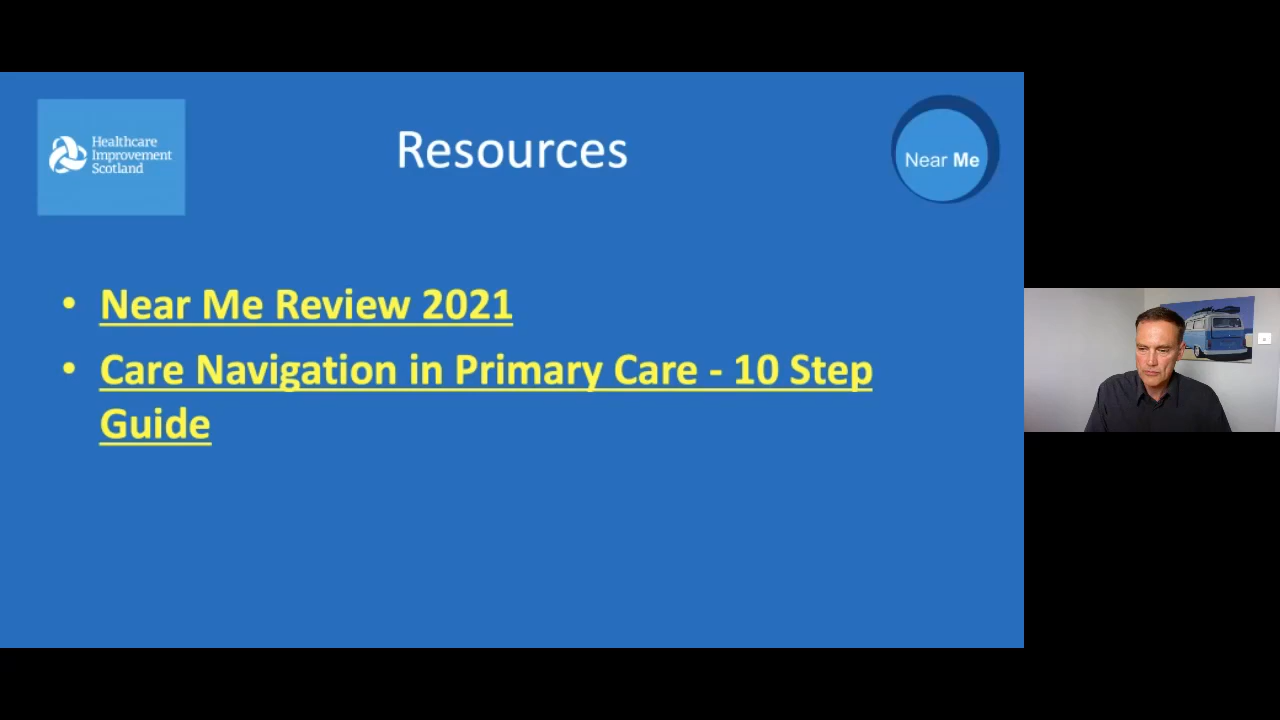 Healthcare
Improvement
Scotland
Resources
Near Me
• Near Me Review 2021
• Care Navigation in Primary Care - 10 Step
Guide